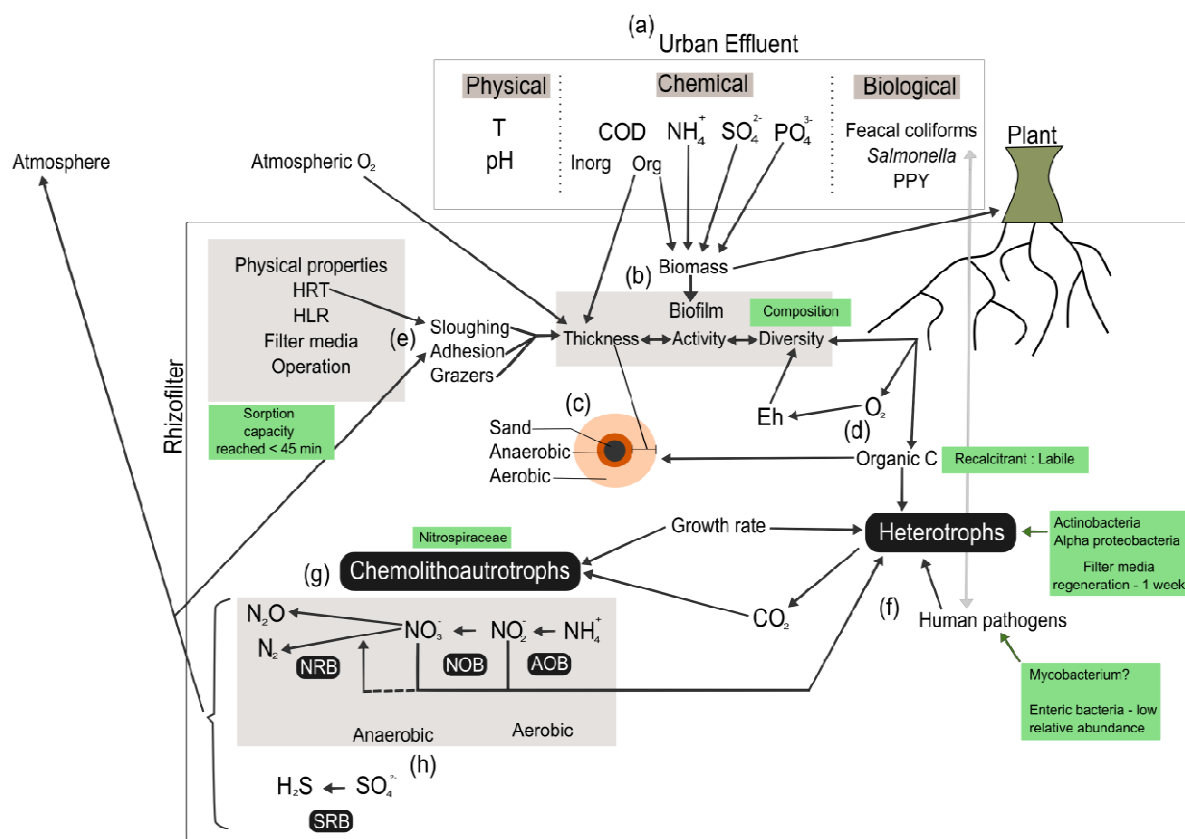 (a)
Urban Effluent
Physical
Chemical
Biological
T
pH
COD
NH₄⁺
SO₄²⁻
PO₄³⁻
Inorg
Org
Feacal coliforms
Salmonella
PPY
Plant
Atmosphere
Atmospheric O₂
Rhizofilter
Physical properties
HRT
HLR
Filter media
Operation
(e)
Sloughing
Adhesion
Grazers
Sorption
capacity
reached < 45 min
(b)
Biomass
Biofilm
Composition
Thickness
Activity
Diversity
(c)
Sand
Anaerobic
Aerobic
Eh
O₂
(d)
Organic C
Recalcitrant : Labile
Growth rate
Heterotrophs
Actinobacteria
Alpha proteobacteria
Filter media
regeneration - 1 week
Nitrospiraceae
(g)
Chemolithoautrotrophs
CO₂
(f)
Human pathogens
Mycobacterium?
Enteric bacteria - low
relative abundance
N₂O
N₂
NO₃⁻
NO₂⁻
NH₄⁺
NRB
NOB
AOB
Anaerobic
Aerobic
(h)
H₂S
SO₄²⁻
SRB